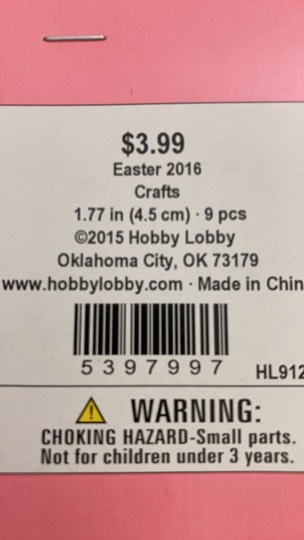 $3.99
Easter 2016
Crafts
1.77 in (4.5 cm) · 9 pcs
©2015 Hobby Lobby
Oklahoma City, OK 73179
www.hobbylobby.com · Made in Chin
5397997
HL912
WARNING:
CHOKING HAZARD-Small parts.
Not for children under 3 years.